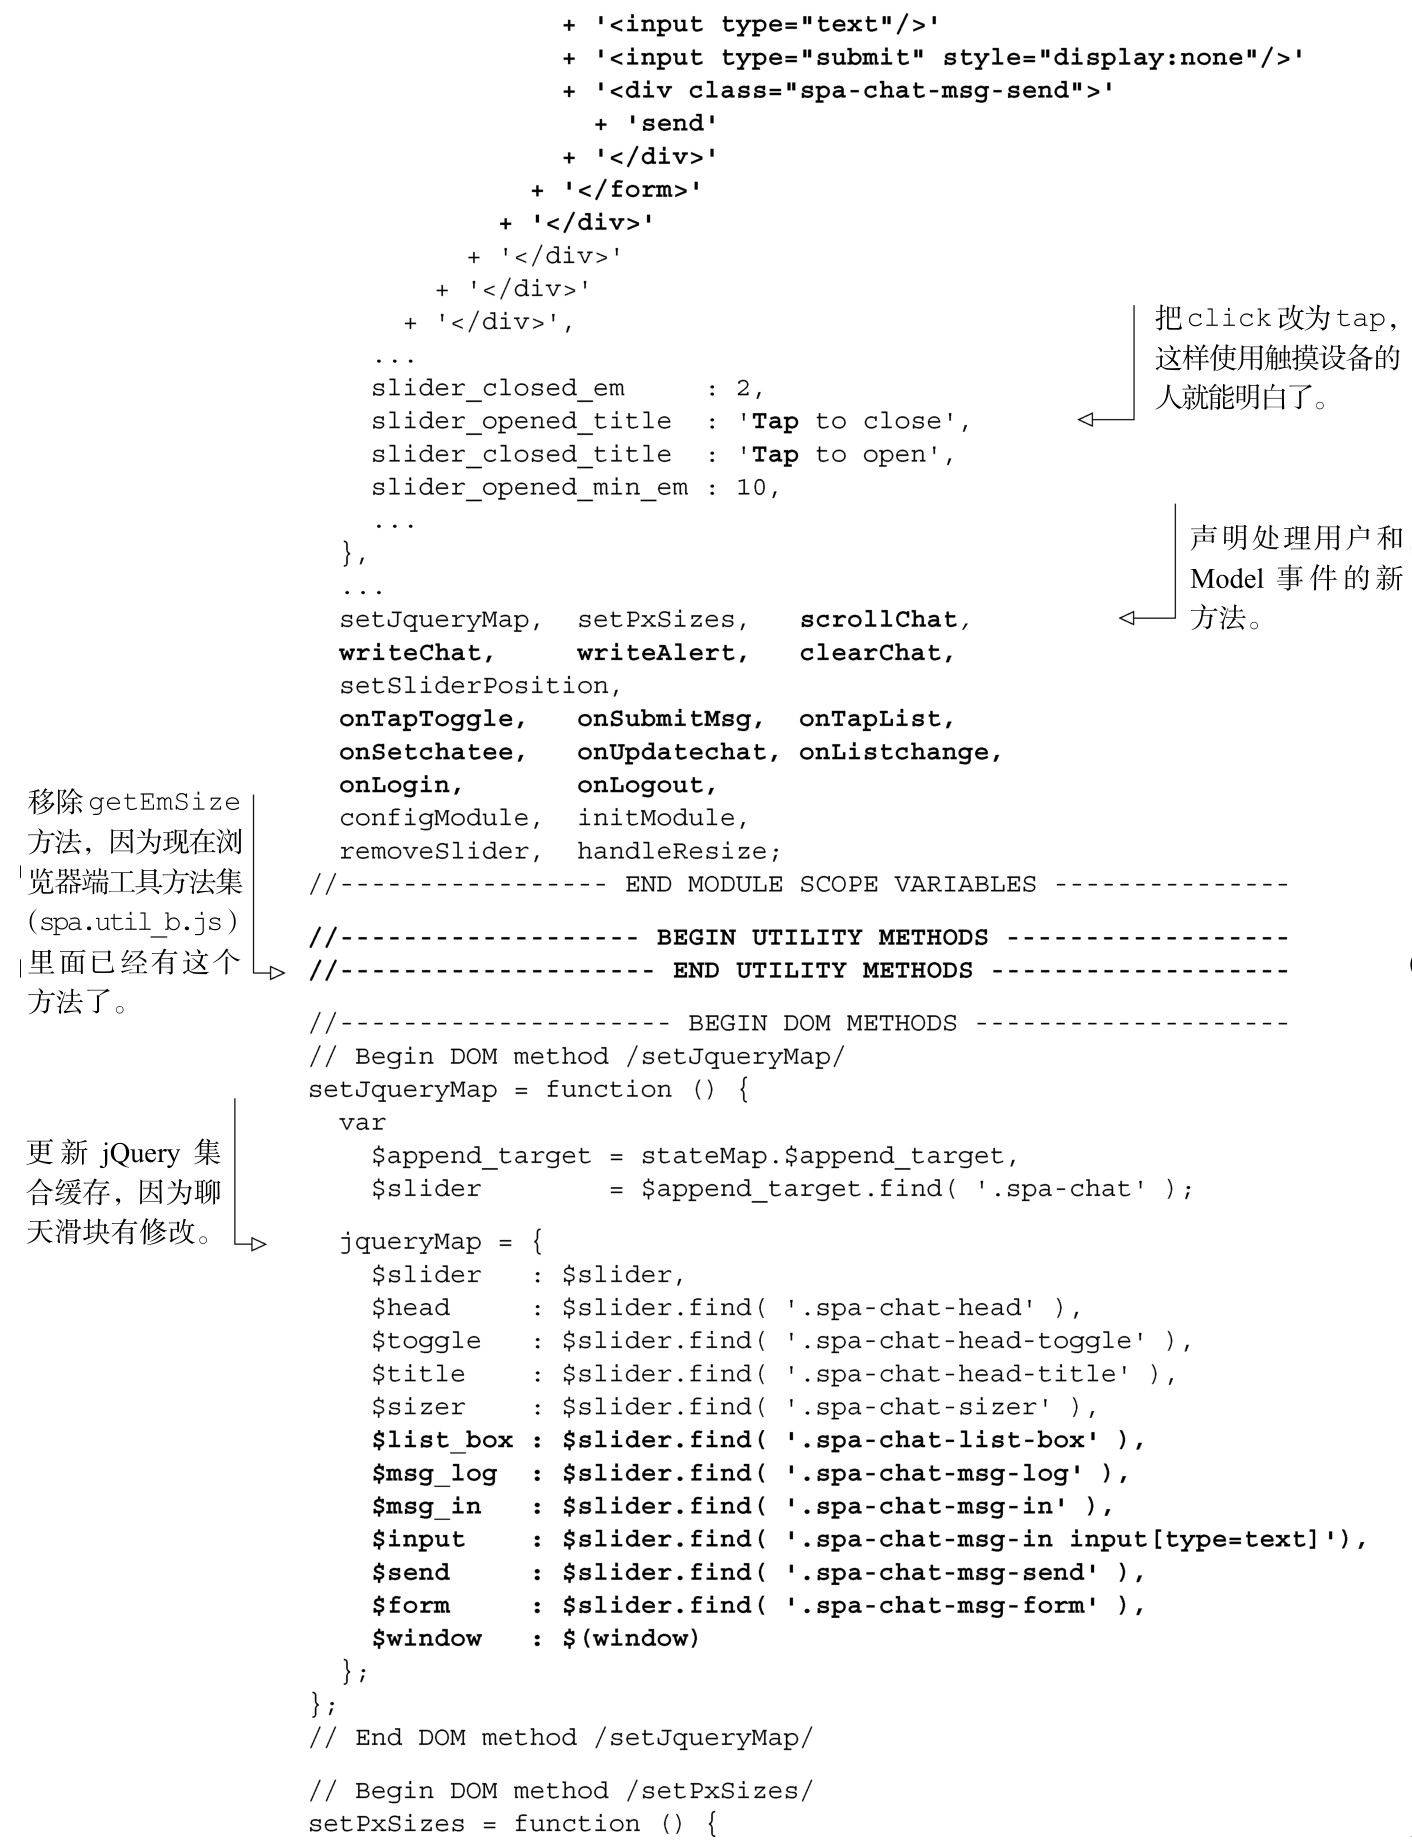 + '<input type="text"/>'
+ '<input type="submit" style="display:none"/>'
+ '<div class="spa-chat-msg-send">'
+ 'send'
+ '</div>'
+ '</form>'
+ '</div>'
+ '</div>'
+ '</div>'
+ '</div>',
...
slider_closed_em     : 2,
slider_opened_title  : 'Tap to close',
slider_closed_title  : 'Tap to open',
slider_opened_min_em : 10,
...
},
...
把click改为tap,
这样使用触摸设备的
人就能明白了。
setJqueryMap,  setPxSizes,   scrollChat,
writeChat,     writeAlert,   clearChat,
setSliderPosition,
onTapToggle,   onSubmitMsg,  onTapList,
onSetchatee,   onUpdatechat, onListchange,
onLogin,       onLogout,
configModule,  initModule,
removeSlider,  handleResize;
声明处理用户和
Model 事件的新
方法。
//----------------- END MODULE SCOPE VARIABLES ---------------
//------------------- BEGIN UTILITY METHODS ------------------
//-------------------- END UTILITY METHODS -------------------
移除getEmSize
方法，因为现在浏
览器端工具方法集
(spa.util_b.js)
里面已经有这个
方法了。
//--------------------- BEGIN DOM METHODS --------------------
// Begin DOM method /setJqueryMap/
setJqueryMap = function () {
var
$append_target = stateMap.$append_target,
$slider        = $append_target.find( '.spa-chat' );
更新 jQuery 集
合缓存，因为聊
天滑块有修改。
jqueryMap = {
$slider   : $slider,
$head     : $slider.find( '.spa-chat-head' ),
$toggle   : $slider.find( '.spa-chat-head-toggle' ),
$title    : $slider.find( '.spa-chat-head-title' ),
$sizer    : $slider.find( '.spa-chat-sizer' ),
$list_box : $slider.find( '.spa-chat-list-box' ),
$msg_log  : $slider.find( '.spa-chat-msg-log' ),
$msg_in   : $slider.find( '.spa-chat-msg-in' ),
$input    : $slider.find( '.spa-chat-msg-in input[type=text]'),
$send     : $slider.find( '.spa-chat-msg-send' ),
$form     : $slider.find( '.spa-chat-msg-form' ),
$window   : $(window)
};
};
// End DOM method /setJqueryMap/
// Begin DOM method /setPxSizes/
setPxSizes = function () {